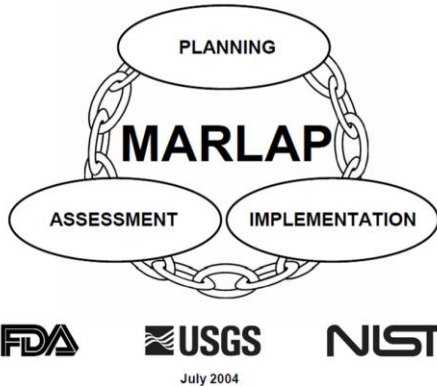 PLANNING
MARLAP
ASSESSMENT IMPLEMENTATION
FDA USGS NIST
July 2004